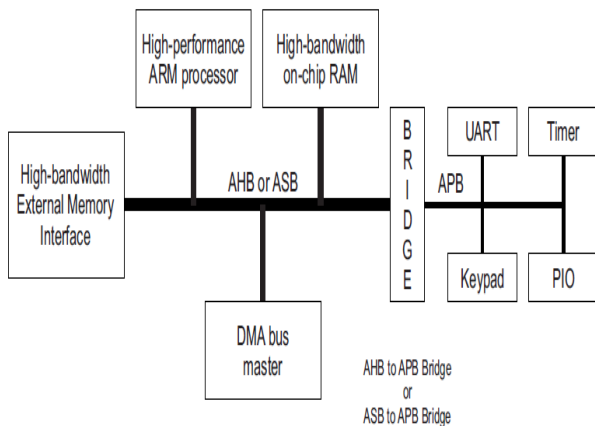 High-performance
ARM processor
High-bandwidth
on-chip RAM
High-bandwidth
External Memory
Interface
AHB or ASB
B
R
I
D
G
E
APB
UART
Timer
Keypad
PIO
DMA bus
master
AHB to APB Bridge
or
ASB to APB Bridge